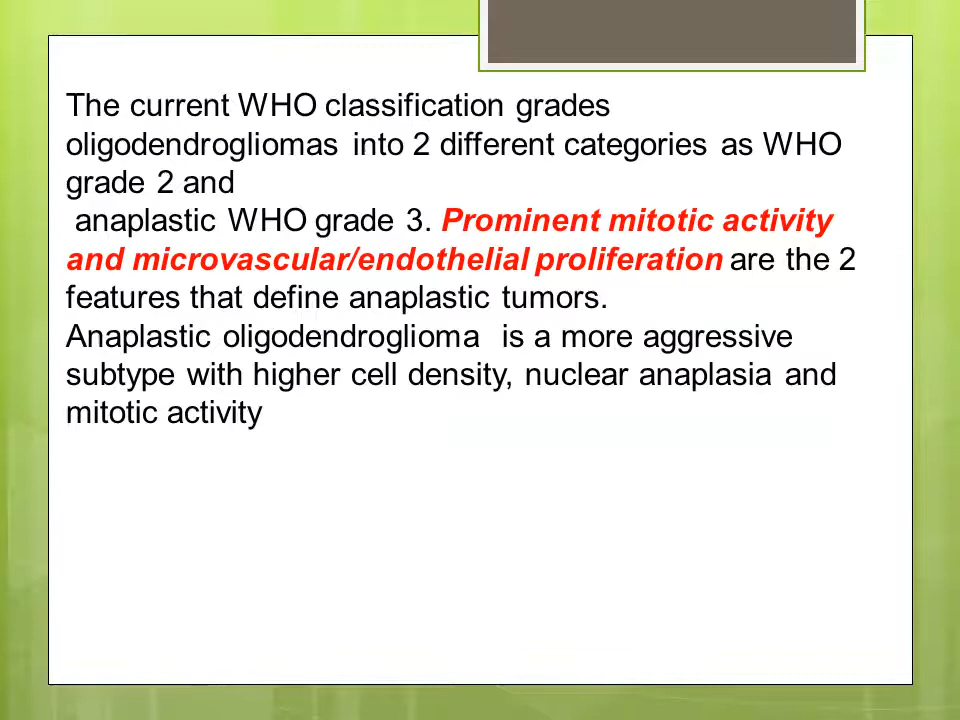 The current WHO classification grades
oligodendrogliomas into 2 different categories as WHO
grade 2 and
anaplastic WHO grade 3. Prominent mitotic activity
and microvascular/endothelial proliferation are the 2
features that define anaplastic tumors.
Anaplastic oligodendroglioma is a more aggressive
subtype with higher cell density, nuclear anaplasia and
mitotic activity